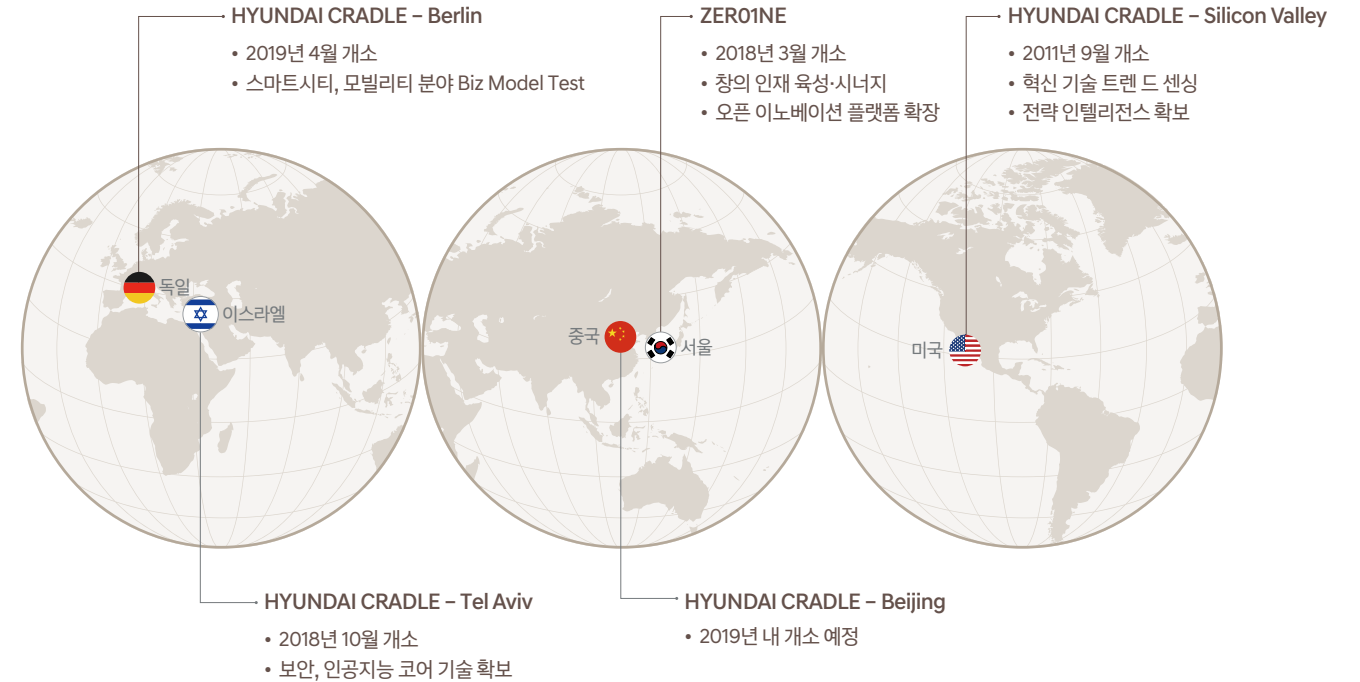 HYUNDAI CRADLE – Berlin
• 2019년 4월 개소
• 스마트시티, 모빌리티 분야 Biz Model Test
ZER01NE
• 2018년 3월 개소
• 창의 인재 육성·시너지
• 오픈 이노베이션 플랫폼 확장
HYUNDAI CRADLE – Silicon Valley
• 2011년 9월 개소
• 혁신 기술 트렌 드 센싱
• 전략 인텔리전스 확보
독일
이스라엘
중국
서울
미국
HYUNDAI CRADLE – Tel Aviv
• 2018년 10월 개소
• 보안, 인공지능 코어 기술 확보
HYUNDAI CRADLE – Beijing
• 2019년 내 개소 예정